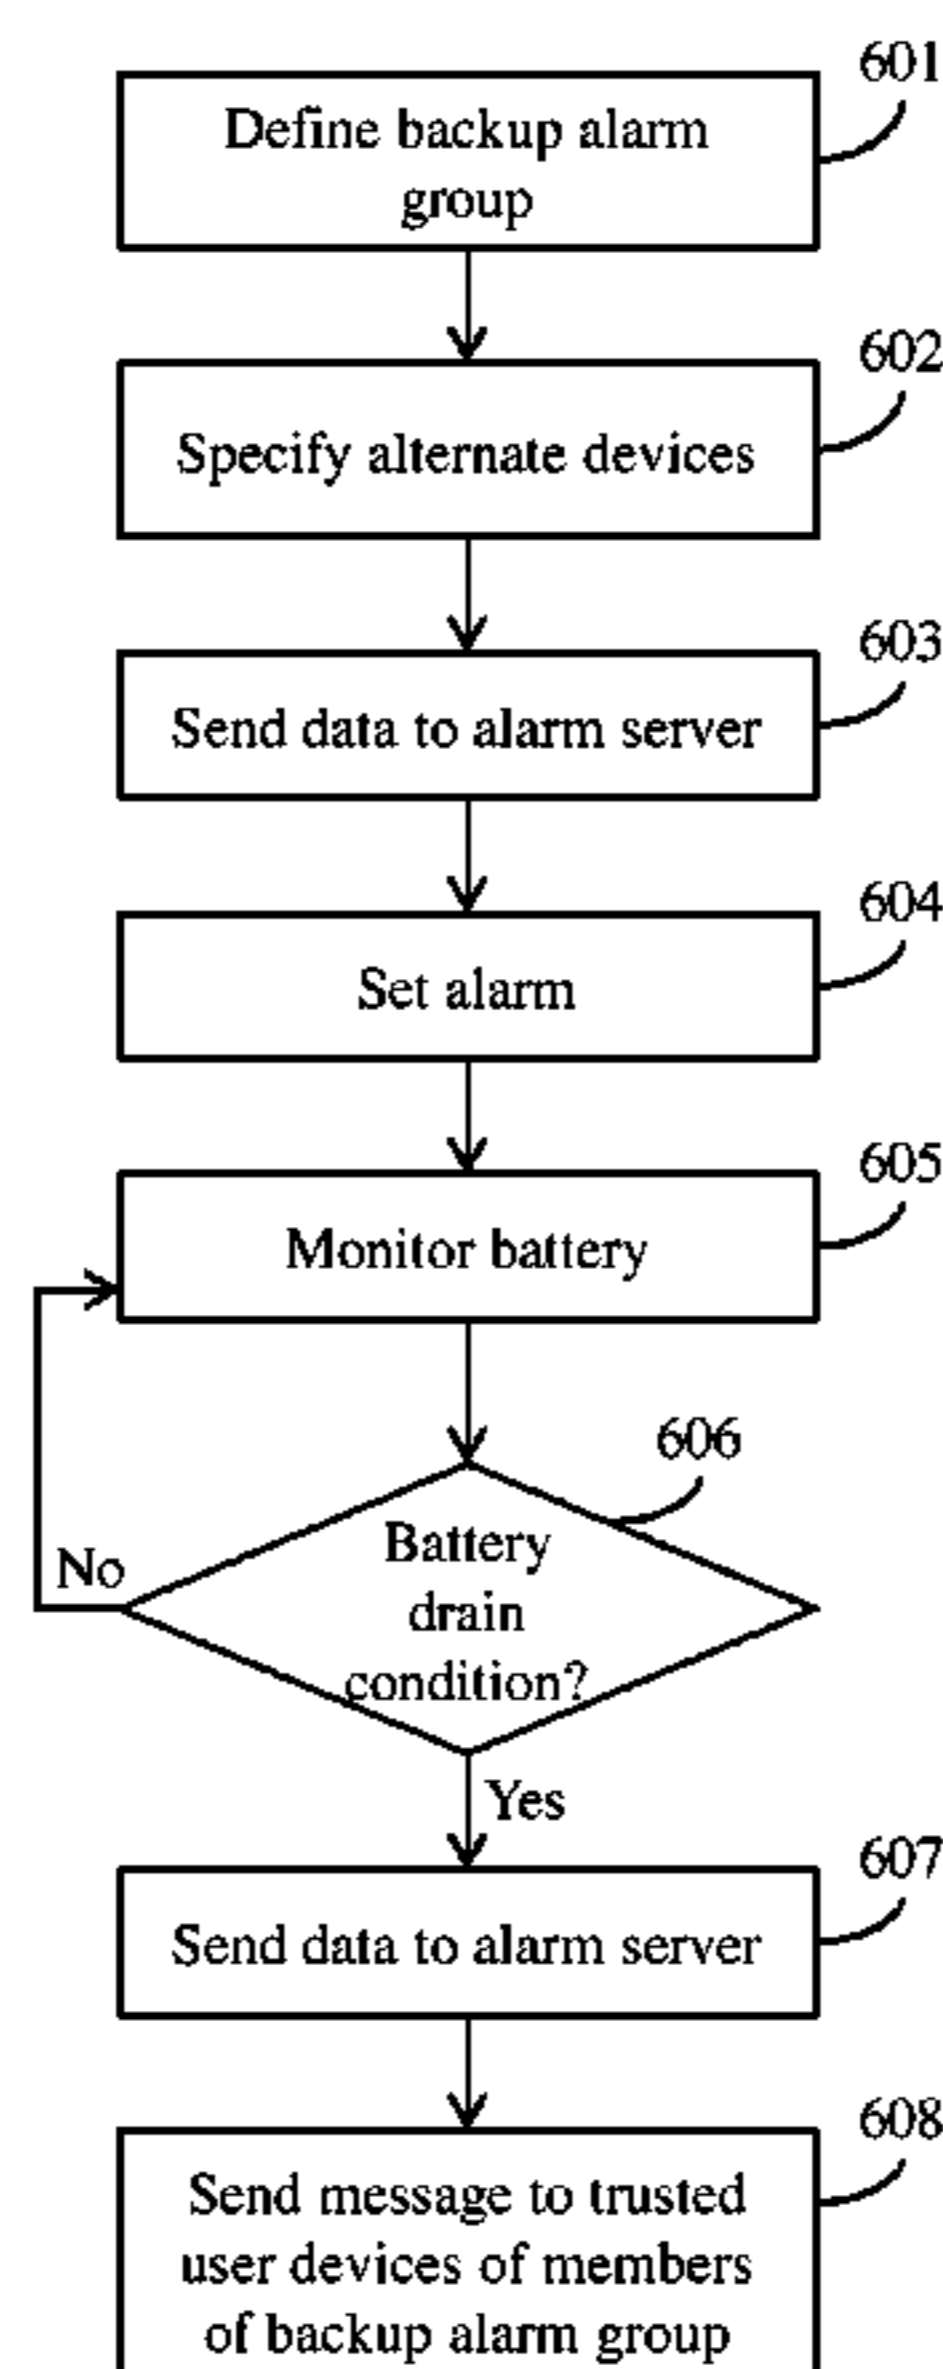 601
Define backup alarm
group
602
Specify alternate devices
603
Send data to alarm server
604
Set alarm
605
Monitor battery
606
Battery
drain
condition?
No
Yes
607
Send data to alarm server
608
Send message to trusted
user devices of members
of backup alarm group